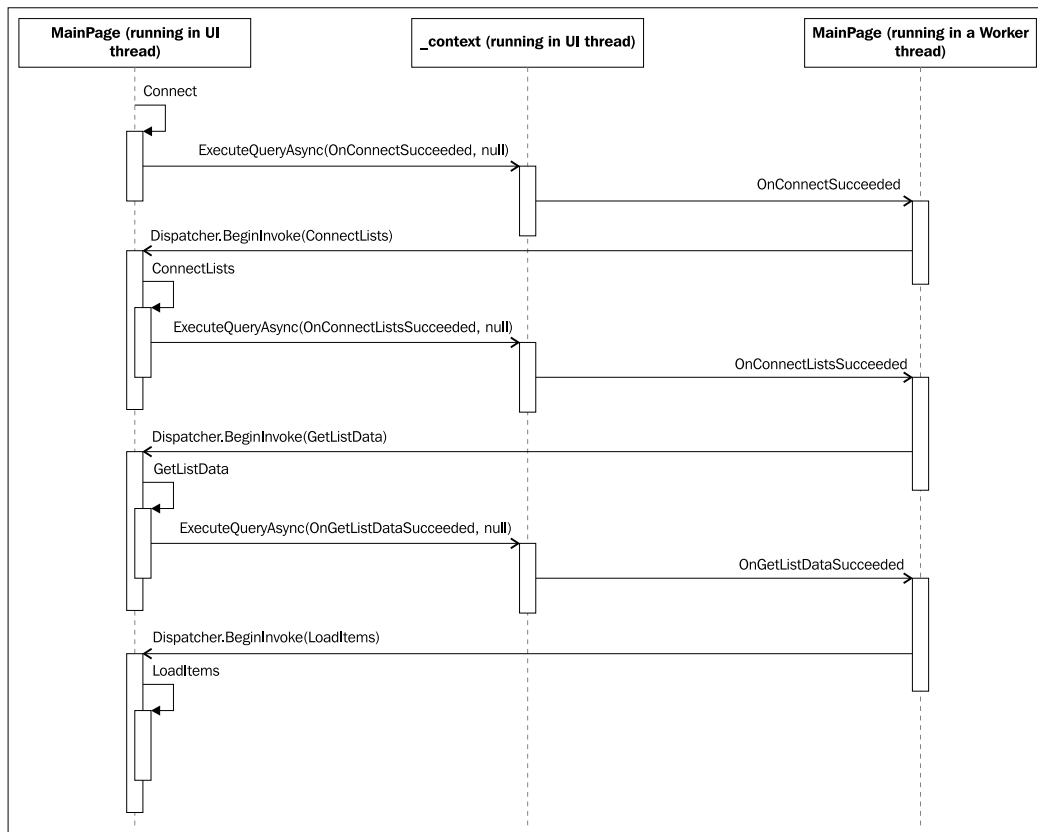 MainPage (running in UI
thread)
_context (running in UI thread)
MainPage (running in a Worker
thread)
Connect
ExecuteQueryAsync(OnConnectSucceeded, null)
OnConnectSucceeded
Dispatcher.BeginInvoke(ConnectLists)
ConnectLists
ExecuteQueryAsync(OnConnectListsSucceeded, null)
OnConnectListsSucceeded
Dispatcher.BeginInvoke(GetListData)
GetListData
ExecuteQueryAsync(OnGetListDataSucceeded, null)
OnGetListDataSucceeded
Dispatcher.BeginInvoke(LoadItems)
LoadItems